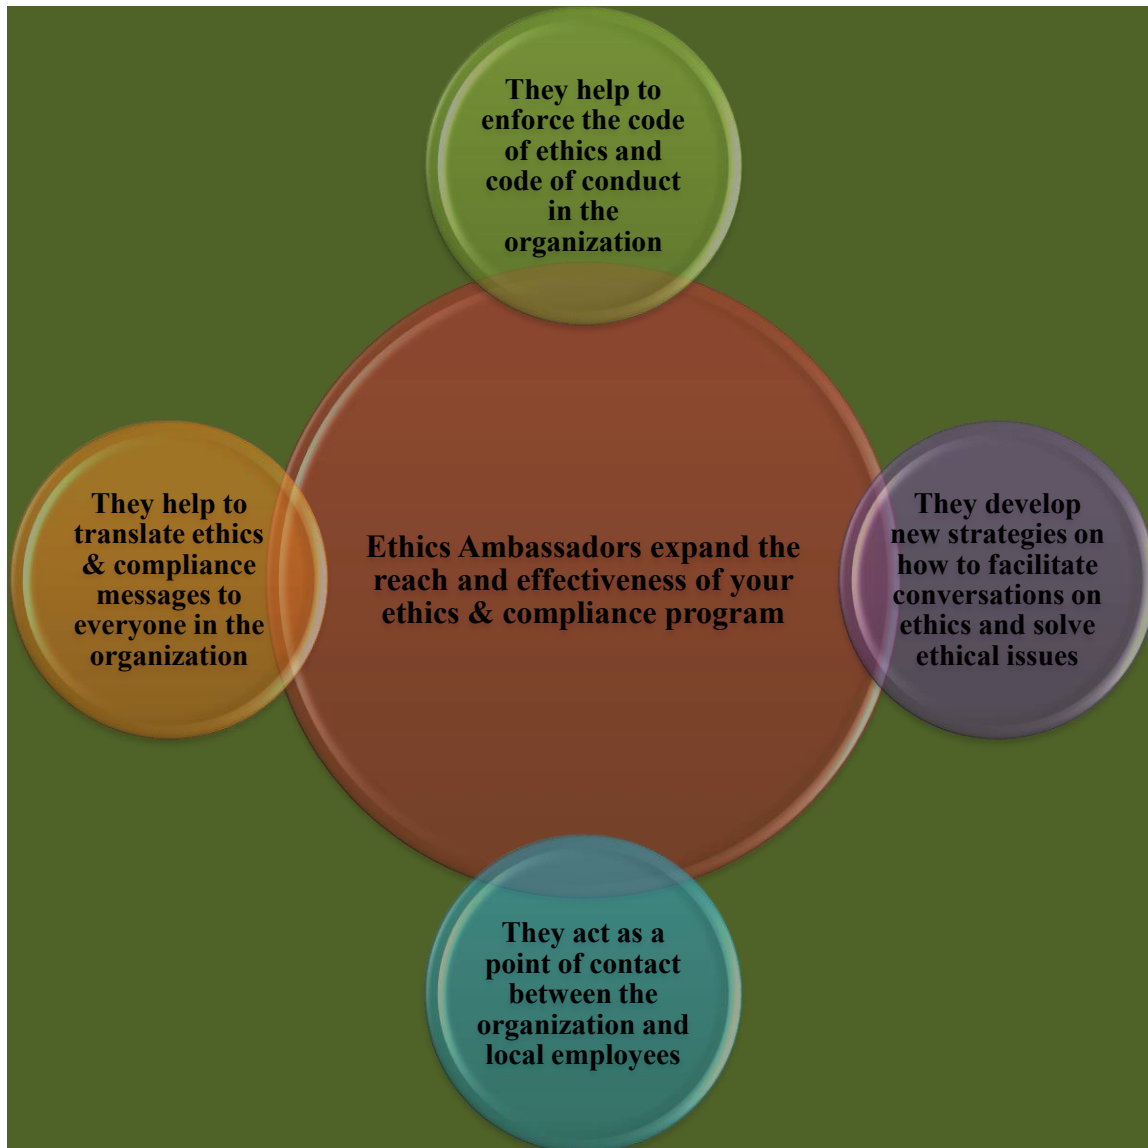 They help to
enforce the code
of ethics and
code of conduct
in the
organization
They help to
translate ethics
& compliance
messages to
everyone in the
organization
Ethics Ambassadors expand the
reach and effectiveness of your
ethics & compliance program
They develop
new strategies on
how to facilitate
conversations on
ethics and solve
ethical issues
They act as a
point of contact
between the
organization and
local employees